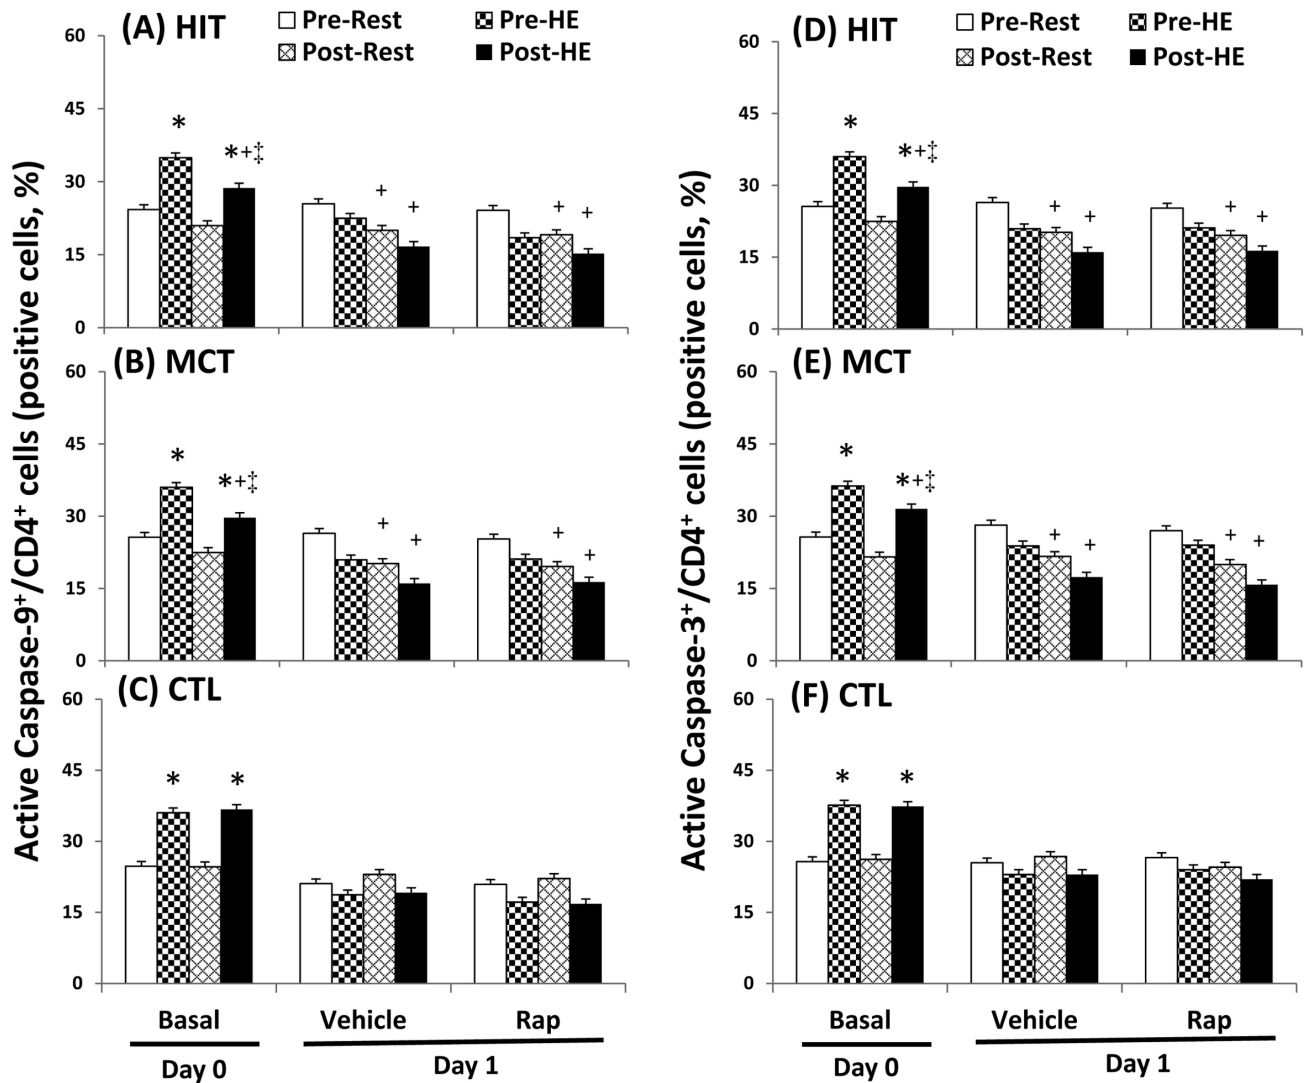 Active Caspase-9⁺/CD4⁺ cells (positive cells, %)
(A) HIT
Pre-Rest
Pre-HE
Post-Rest
Post-HE
60
45
30
15
0
*
*+‡
+
+
+
+
(B) MCT
60
45
30
15
0
*
*+‡
+
+
+
+
(C) CTL
60
45
30
15
0
*
*
Basal
Vehicle
Rap
Day 0
Day 1
Active Caspase-3⁺/CD4⁺ cells (positive cells, %)
(D) HIT
Pre-Rest
Pre-HE
Post-Rest
Post-HE
60
45
30
15
0
*
*+‡
+
+
+
+
(E) MCT
60
45
30
15
0
*
*+‡
+
+
+
+
(F) CTL
60
45
30
15
0
*
*
Basal
Vehicle
Rap
Day 0
Day 1